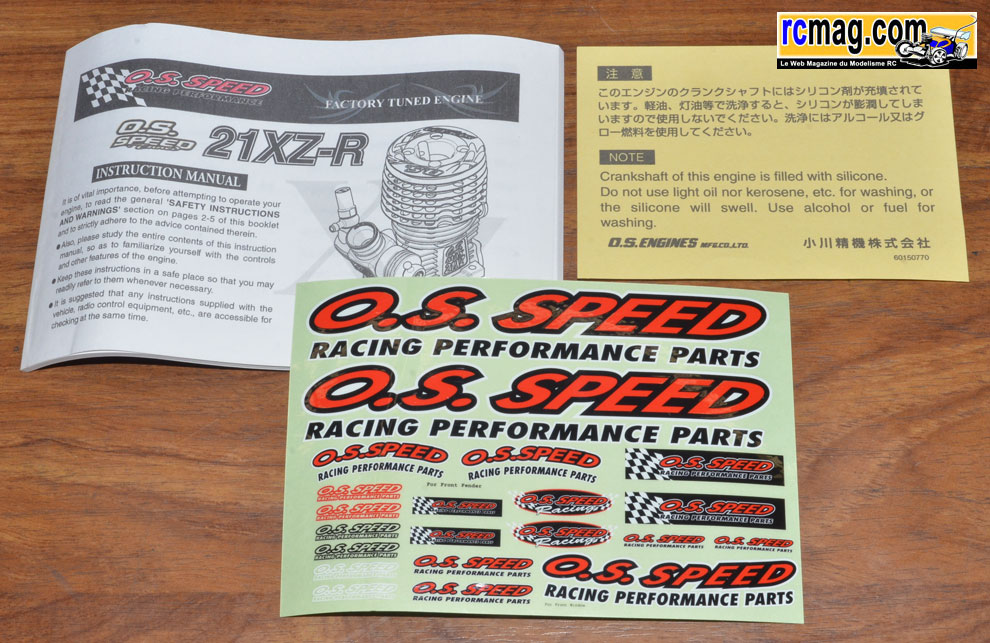 rcmag.com
Le Web Magazine du Modelisme RC
O.S. SPEED
RACING PERFORMANCE
FACTORY TUNED ENGINE
O.S.
SPEED
21XZ-R
INSTRUCTION MANUAL
It is of vital importance, before attempting to operate your
engine, to read the general 'SAFETY INSTRUCTIONS
AND WARNINGS' section on pages 2-5 of this booklet
and to strictly adhere to the advice contained therein.
●Also, please study the entire contents of this instruction
manual, so as to familiarize yourself with the controls
and other features of the engine.
●Keep these instructions in a safe place so that you may
readily refer to them whenever necessary.
●It is suggested that any instructions supplied with the
vehicle, radio control equipment, etc., are accessible for
checking at the same time.
注 意
このエンジンのクランクシャフトにはシリコン剤が充填されて
います。軽油、灯油等で洗浄すると、シリコンが膨潤してしま
いますので使用しないでください。洗浄にはアルコール又はグ
ロー燃料を使用してください。
NOTE
Crankshaft of this engine is filled with silicone.
Do not use light oil nor kerosene, etc. for washing, or
the silicone will swell. Use alcohol or fuel for
washing.
O.S.ENGINES MFG.CO.,LTD.
小川精機株式会社
60150770
O.S. SPEED
RACING PERFORMANCE PARTS
O.S. SPEED
RACING PERFORMANCE PARTS
O.S.SPEED
RACING PERFORMANCE PARTS
O.S.SPEED
RACING PERFORMANCE PARTS
O.S. SPEED
RACING PERFORMANCE PARTS
For Front Fender
O.S. SPEED
RACING PERFORMANCE PARTS
O.S. SPEED
RACING PERFORMANCE PARTS
O.S. SPEED
Racing
O.S. SPEED
RACING PERFORMANCE PARTS
O.S. SPEED
RACING PERFORMANCE PARTS
O.S. SPEED
RACING PERFORMANCE PARTS
O.S. SPEED
RACING PERFORMANCE PARTS
O.S. SPEED
Racing
O.S. SPEED
RACING PERFORMANCE PARTS
O.S. SPEED
RACING PERFORMANCE PARTS
O.S. SPEED
RACING PERFORMANCE PARTS
O.S. SPEED
RACING PERFORMANCE PARTS
O.S. SPEED
RACING PERFORMANCE PARTS
O.S. SPEED
RACING PERFORMANCE PARTS